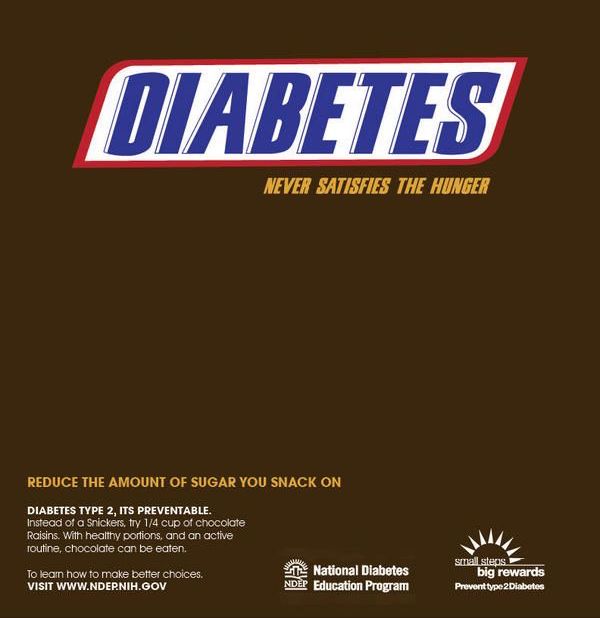 DIABETES
NEVER SATISFIES THE HUNGER
REDUCE THE AMOUNT OF SUGAR YOU SNACK ON
DIABETES TYPE 2, ITS PREVENTABLE.
Instead of a Snickers, try 1/4 cup of chocolate
Raisins. With healthy portions, and an active
routine, chocolate can be eaten.
To learn how to make better choices.
VISIT WWW.NDEP.NIH.GOV
NDEP
National Diabetes
Education Program
small steps
big rewards
Prevent type 2 Diabetes